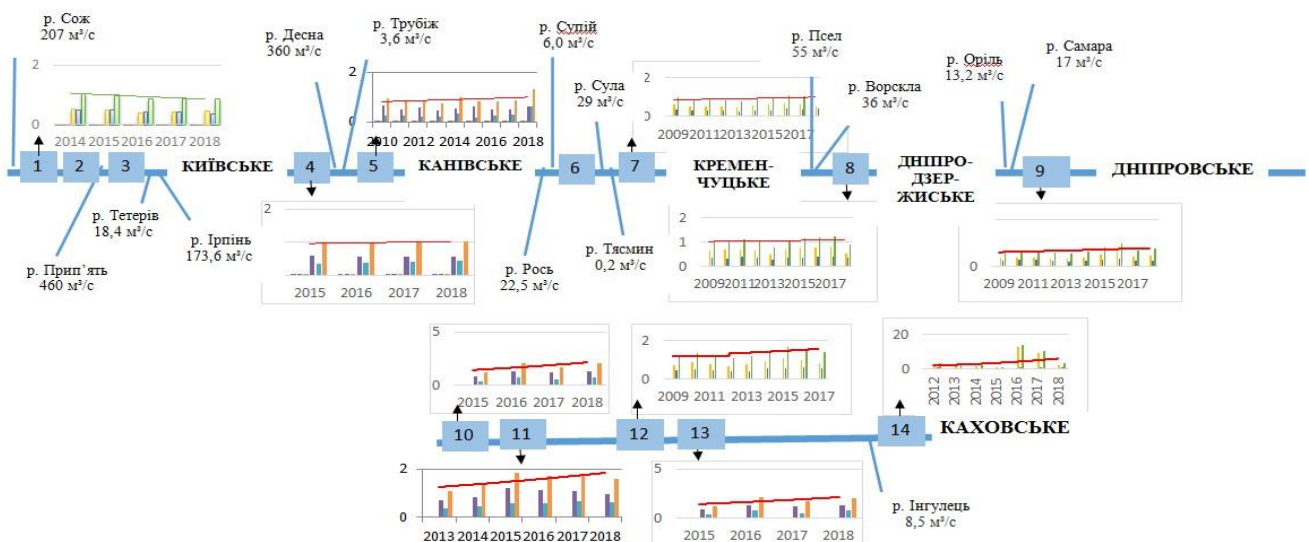 р. Сож
207 м³/с
р. Десна
360 м³/с
р. Трубіж
3,6 м³/с
р. Супій
6,0 м³/с
р. Сула
29 м³/с
р. Псел
55 м³/с
р. Ворскла
36 м³/с
р. Оріль
13,2 м³/с
р. Самара
17 м³/с
2
0
2014 2015 2016 2017 2018
2
0
2010 2012 2014 2016 2018
2
1
0
2009 2011 2013 2015 2017
1
2
3
КИЇВСЬКЕ
4
5
КАНІВСЬКЕ
6
7
КРЕМЕН-
ЧУЦЬКЕ
8
ДНІПРО-
ДЗЕР-
ЖИСЬКЕ
9
ДНІПРОВСЬКЕ
р. Тетерів
18,4 м³/с
р. Ірпінь
173,6 м³/с
р. Прип’ять
460 м³/с
2
0
2015 2016 2017 2018
р. Рось
22,5 м³/с
р. Тясмин
0,2 м³/с
2
1
0
2009 2011 2013 2015 2017
0
2009 2011 2013 2015 2017
5
0
2015 2016 2017 2018
2
1
0
2009 2011 2013 2015 2017
20
10
0
2012
2013
2014
2015
2016
2017
2018
10
11
12
13
14
КАХОВСЬКЕ
2
1
0
2013 2014 2015 2016 2017 2018
5
0
2015 2016 2017 2018
р. Інгулець
8,5 м³/с